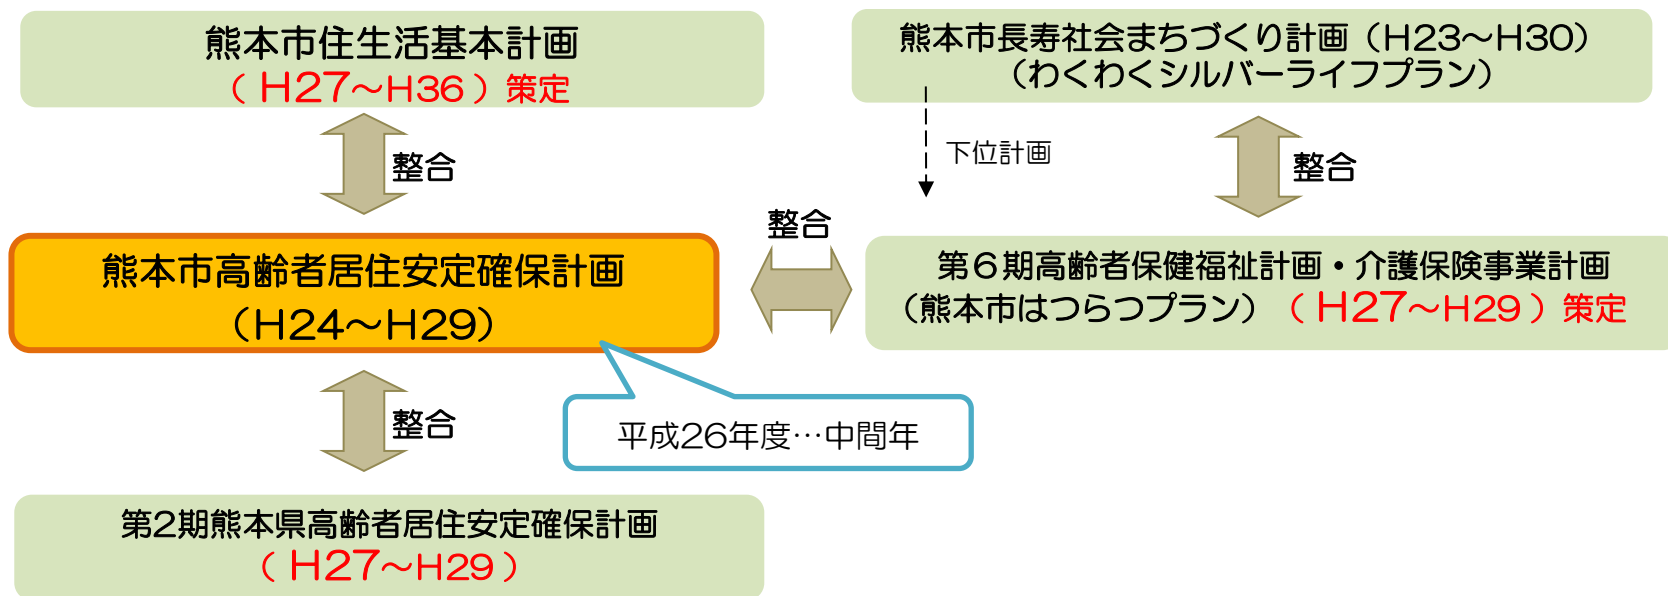 熊本市住生活基本計画
（H27～H36）策定
熊本市長寿社会まちづくり計画（H23～H30）
（わくわくシルバーライフプラン）
整合
下位計画
整合
整合
熊本市高齢者居住安定確保計画
（H24～H29）
第６期高齢者保健福祉計画・介護保険事業計画
（熊本市はつらつプラン）（H27～H29）策定
整合
平成26年度…中間年
第2期熊本県高齢者居住安定確保計画
（H27～H29）